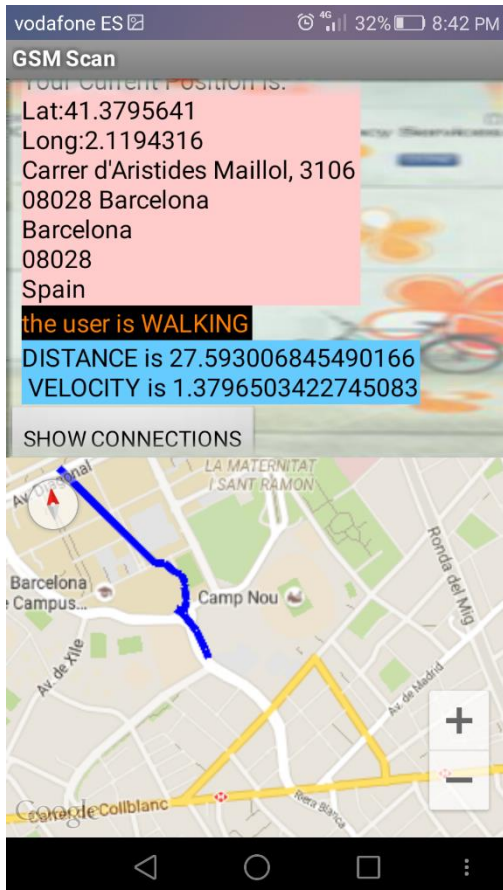 vodafone ES
4G
32%
8:42 PM
GSM Scan
Your Current Position is:
Lat:41.3795641
Long:2.1194316
Carrer d'Aristides Maillol, 3106
08028 Barcelona
Barcelona
08028
Spain
the user is WALKING
DISTANCE is 27.593006845490166
VELOCITY is 1.3796503422745083
SHOW CONNECTIONS
LA MATERNITAT
I SANT RAMON
Av. Diagonal
Ronda del Mig
Barcelona
Campus...
Camp Nou
Av. de Xile
Av. de Madrid
+
−
Riera Blanca
Google
Carrer de Collblanc